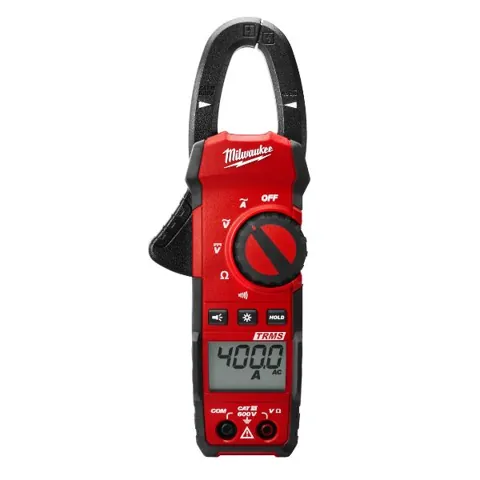 Milwaukee
OFF
Ã
Ṽ
V
Ω
HOLD
TRMS
400.0
A AC
COM CAT III VΩ
600V